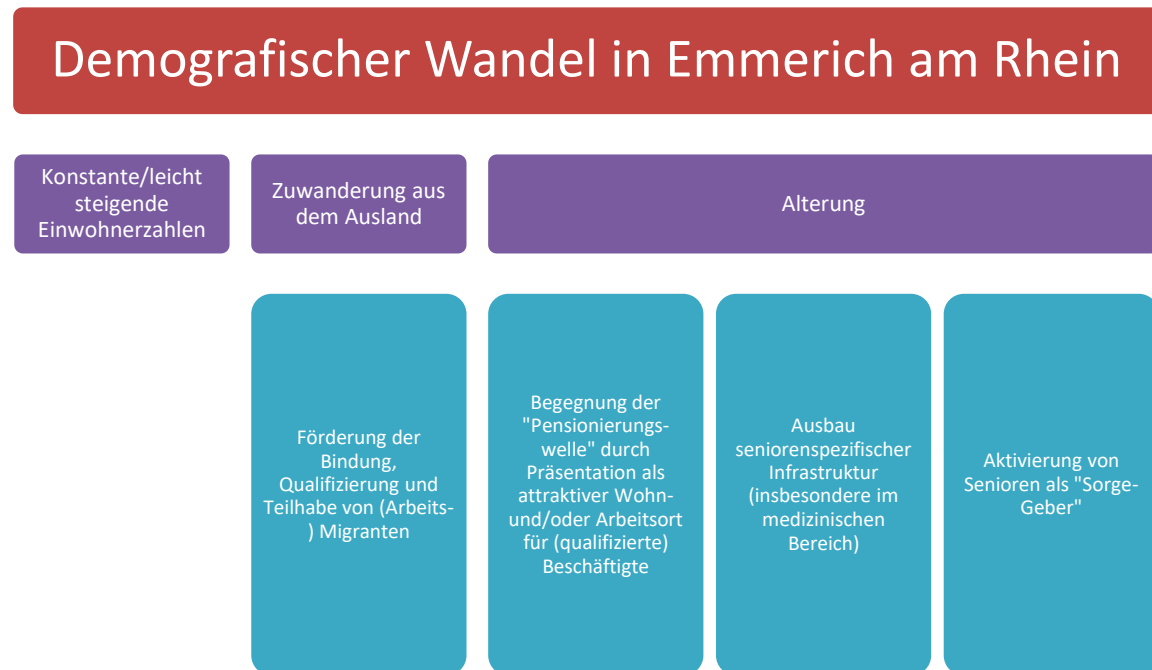 Demografischer Wandel in Emmerich am Rhein
Konstante/leicht
steigende
Einwohnerzahlen
Zuwanderung aus
dem Ausland
Alterung
Förderung der
Bindung,
Qualifizierung und
Teilhabe von (Arbeits-
) Migranten
Begegnung der
"Pensionierungs-
welle" durch
Präsentation als
attraktiver Wohn-
und/oder Arbeitsort
für (qualifizierte)
Beschäftigte
Ausbau
seniorenspezifischer
Infrastruktur
(insbesondere im
medizinischen
Bereich)
Aktivierung von
Senioren als "Sorge-
Geber"